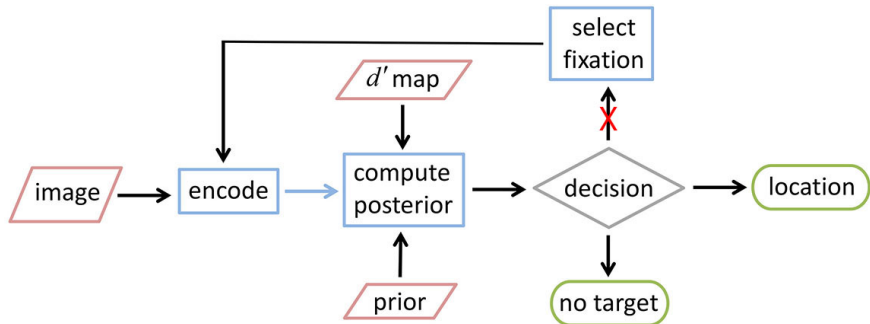 select
fixation
d′ map
image
encode
compute
posterior
decision
location
prior
no target